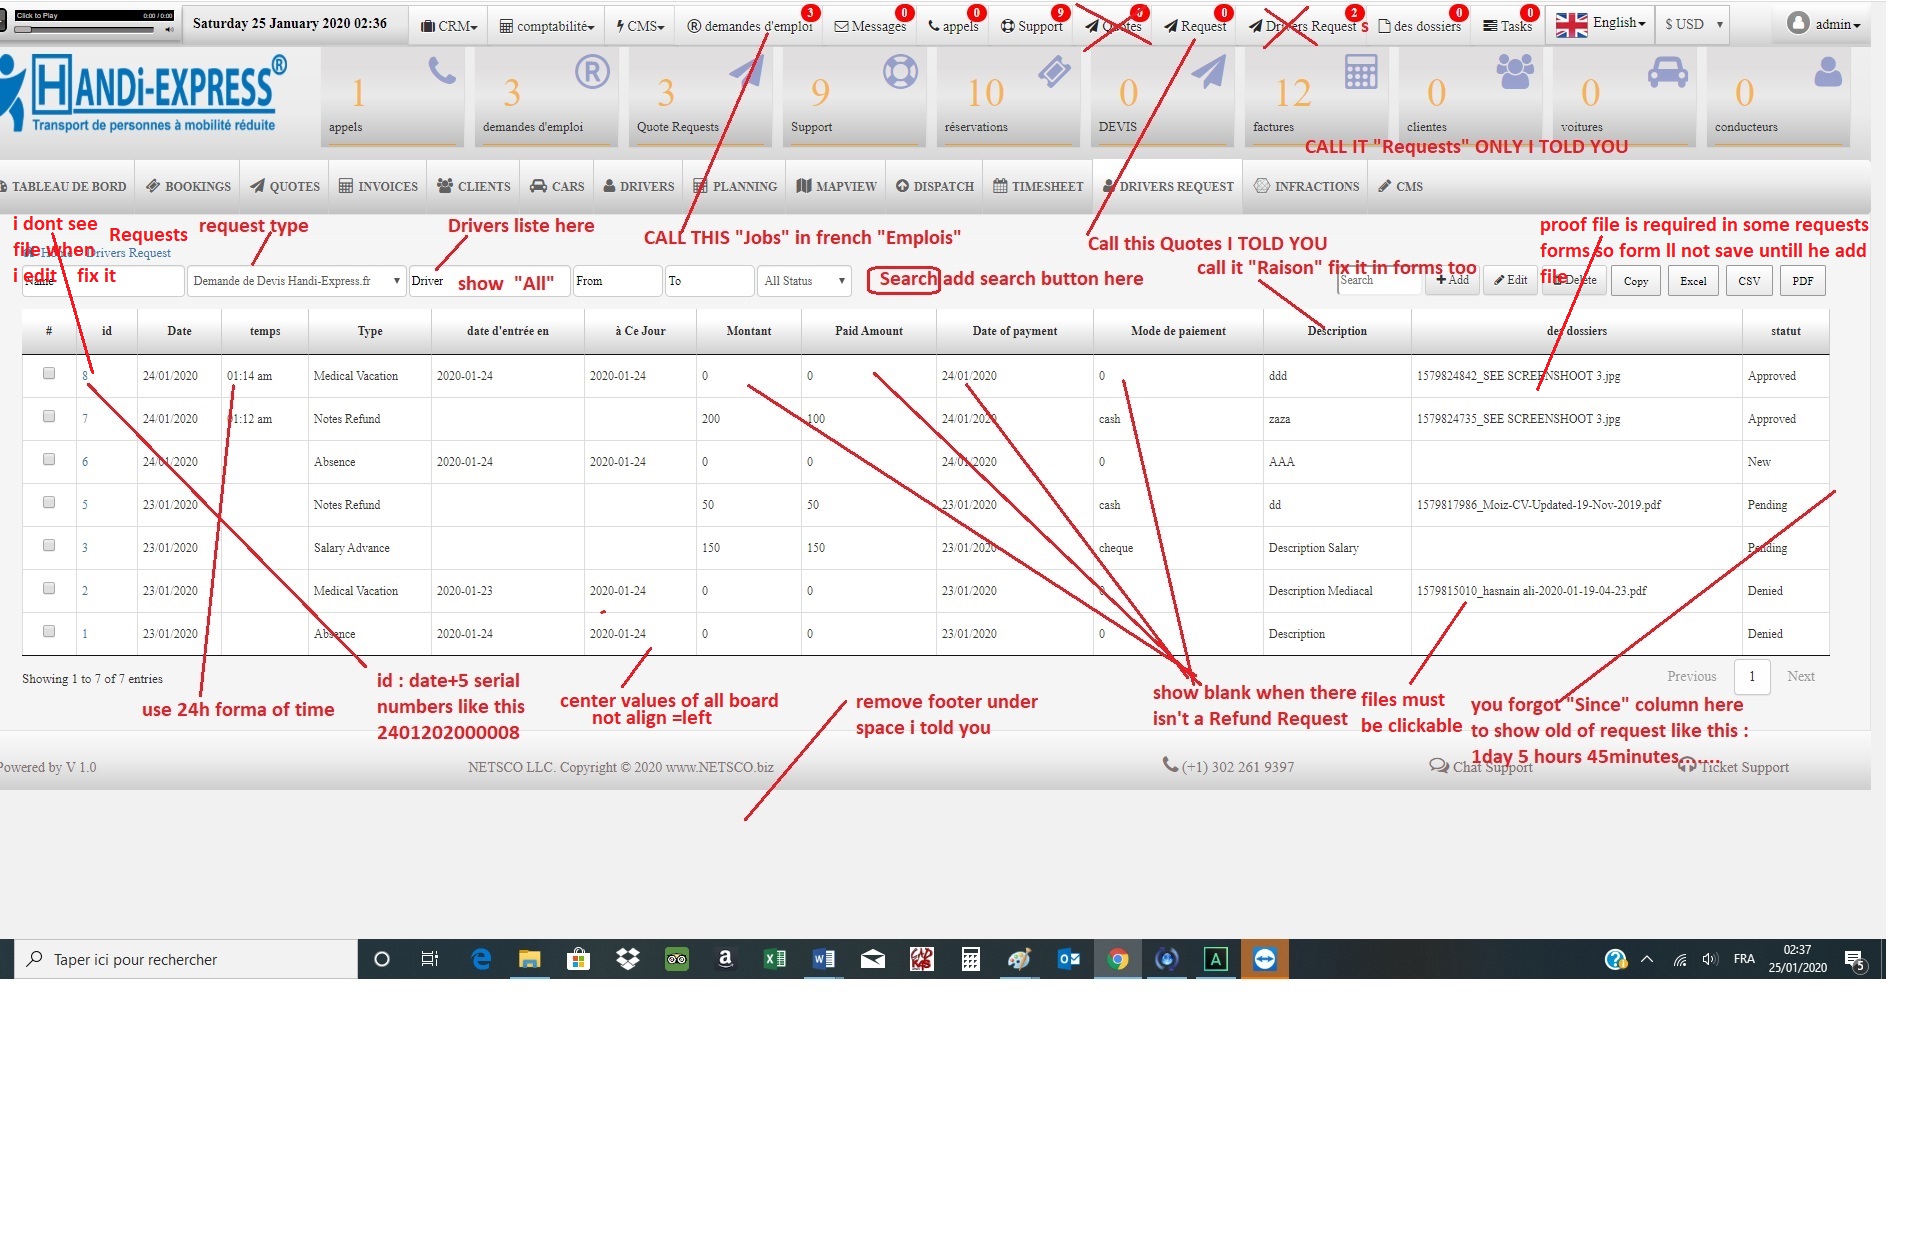 Click to Play 0:00 / 0:00
Saturday 25 January 2020 02:36
CRM
comptabilité
CMS
demandes d'emploi 3
Messages 0
appels 0
Support 9
Quotes
Request 0
Drivers Request S 2
des dossiers 0
Tasks 0
English
$ USD
admin
HANDi-EXPRESS®
Transport de personnes à mobilité réduite
1
appels
3
demandes d'emploi
3
Quote Requests
9
Support
10
réservations
0
DEVIS
12
factures
0
clientes
0
voitures
0
conducteurs
CALL IT "Requests" ONLY I TOLD YOU
TABLEAU DE BORD
BOOKINGS
QUOTES
INVOICES
CLIENTS
CARS
DRIVERS
PLANNING
MAPVIEW
DISPATCH
TIMESHEET
DRIVERS REQUEST
INFRACTIONS
CMS
i dont see
file when
i edit fix it
Requests
request type
Drivers liste here
CALL THIS "Jobs" in french "Emplois"
Call this Quotes I TOLD YOU
call it "Raison" fix it in forms too
proof file is required in some requests
forms so form ll not save untill he add
file
Home
Drivers Request
Name
Demande de Devis Handi-Express.fr
Driver
show "All"
From
To
All Status
Search add search button here
Search
Add
Edit
Delete
Copy
Excel
CSV
PDF
# id Date temps Type date d'entrée en à Ce Jour Montant Paid Amount Date of payment Mode de paiement Description des dossiers statut
8 24/01/2020 01:14 am Medical Vacation 2020-01-24 2020-01-24 0 0 24/01/2020 0 ddd 1579824842_SEE SCREENSHOOT 3.jpg Approved
7 24/01/2020 01:12 am Notes Refund 200 100 24/01/2020 cash zaza 1579824735_SEE SCREENSHOOT 3.jpg Approved
6 24/01/2020 Absence 2020-01-24 2020-01-24 0 0 24/01/2020 0 AAA New
5 23/01/2020 Notes Refund 50 50 23/01/2020 cash dd 1579817986_Moiz-CV-Updated-19-Nov-2019.pdf Pending
3 23/01/2020 Salary Advance 150 150 23/01/2020 cheque Description Salary Pending
2 23/01/2020 Medical Vacation 2020-01-23 2020-01-24 0 0 23/01/2020 0 Description Mediacal 1579815010_hasnain ali-2020-01-19-04-23.pdf Denied
1 23/01/2020 Absence 2020-01-24 2020-01-24 0 0 23/01/2020 0 Description Denied
Showing 1 to 7 of 7 entries
Previous 1 Next
use 24h forma of time
id : date+5 serial
numbers like this
2401202000008
center values of all board
not align =left
remove footer under
space i told you
show blank when there
isn't a Refund Request
files must
be clickable
you forgot "Since" column here
to show old of request like this :
1day 5 hours 45minutes.......
Powered by V 1.0
NETSCO LLC. Copyright © 2020 www.NETSCO.biz
(+1) 302 261 9397
Chat Support
Ticket Support
Taper ici pour rechercher
FRA
02:37
25/01/2020
5